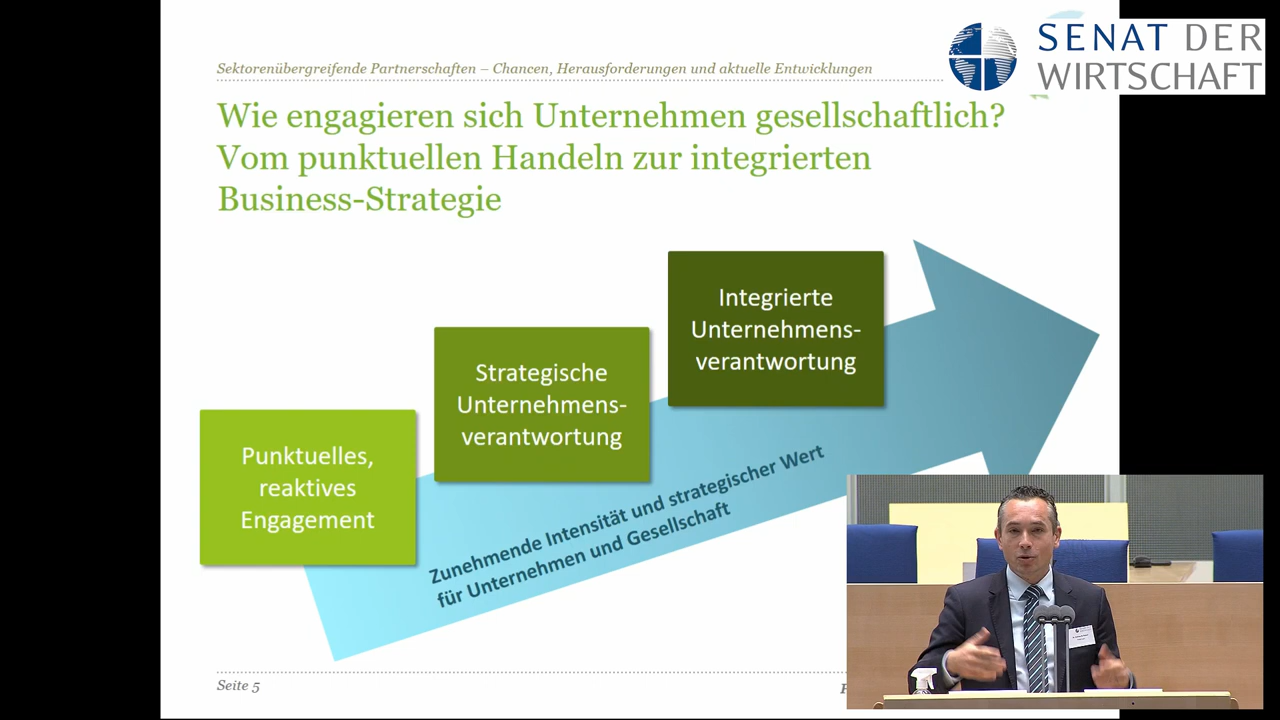 SENAT DER
WIRTSCHAFT
Sektorenübergreifende Partnerschaften – Chancen, Herausforderungen und aktuelle Entwicklungen
Wie engagieren sich Unternehmen gesellschaftlich?
Vom punktuellen Handeln zur integrierten
Business-Strategie
Integrierte
Unternehmens-
verantwortung
Strategische
Unternehmens-
verantwortung
Punktuelles,
reaktives
Engagement
Zunehmende Intensität und strategischer Wert
für Unternehmen und Gesellschaft
Seite 5